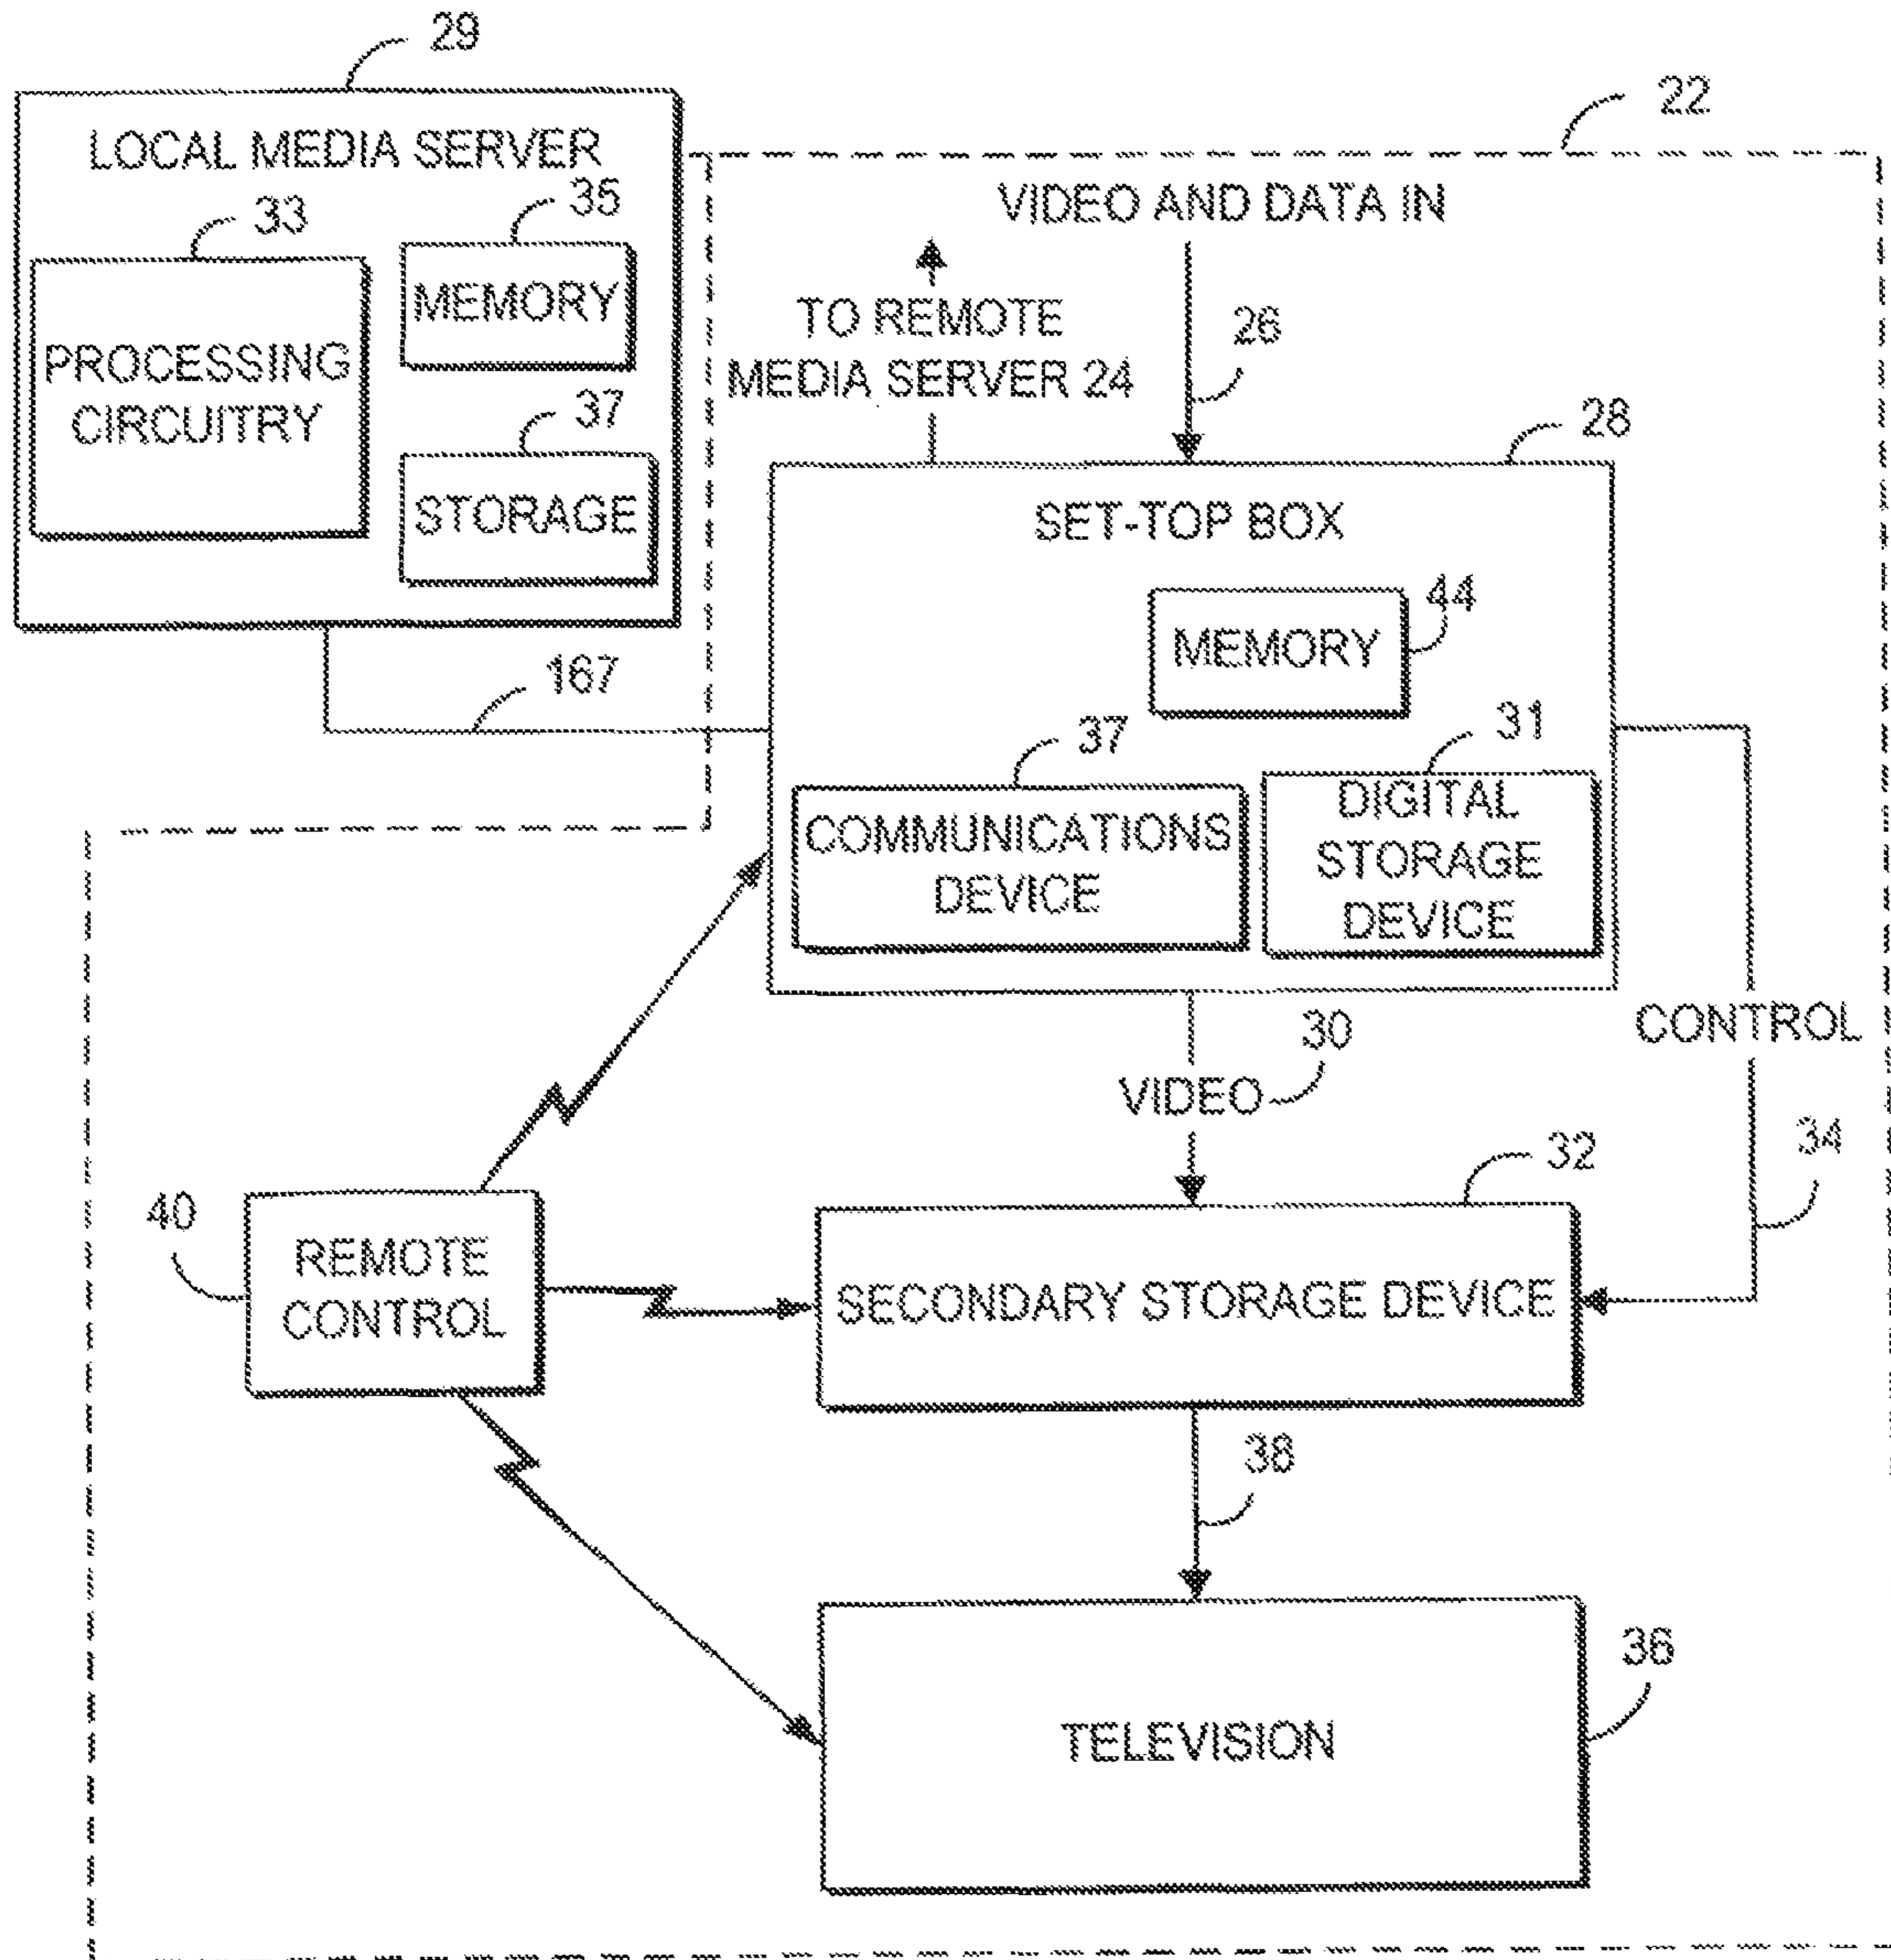 29
22
LOCAL MEDIA SERVER
33
35
PROCESSING
CIRCUITRY
MEMORY
37
STORAGE
VIDEO AND DATA IN
TO REMOTE
MEDIA SERVER 24
26
28
SET-TOP BOX
44
MEMORY
167
37
COMMUNICATIONS
DEVICE
31
DIGITAL
STORAGE
DEVICE
CONTROL
30
VIDEO
34
32
40
REMOTE
CONTROL
SECONDARY STORAGE DEVICE
38
36
TELEVISION